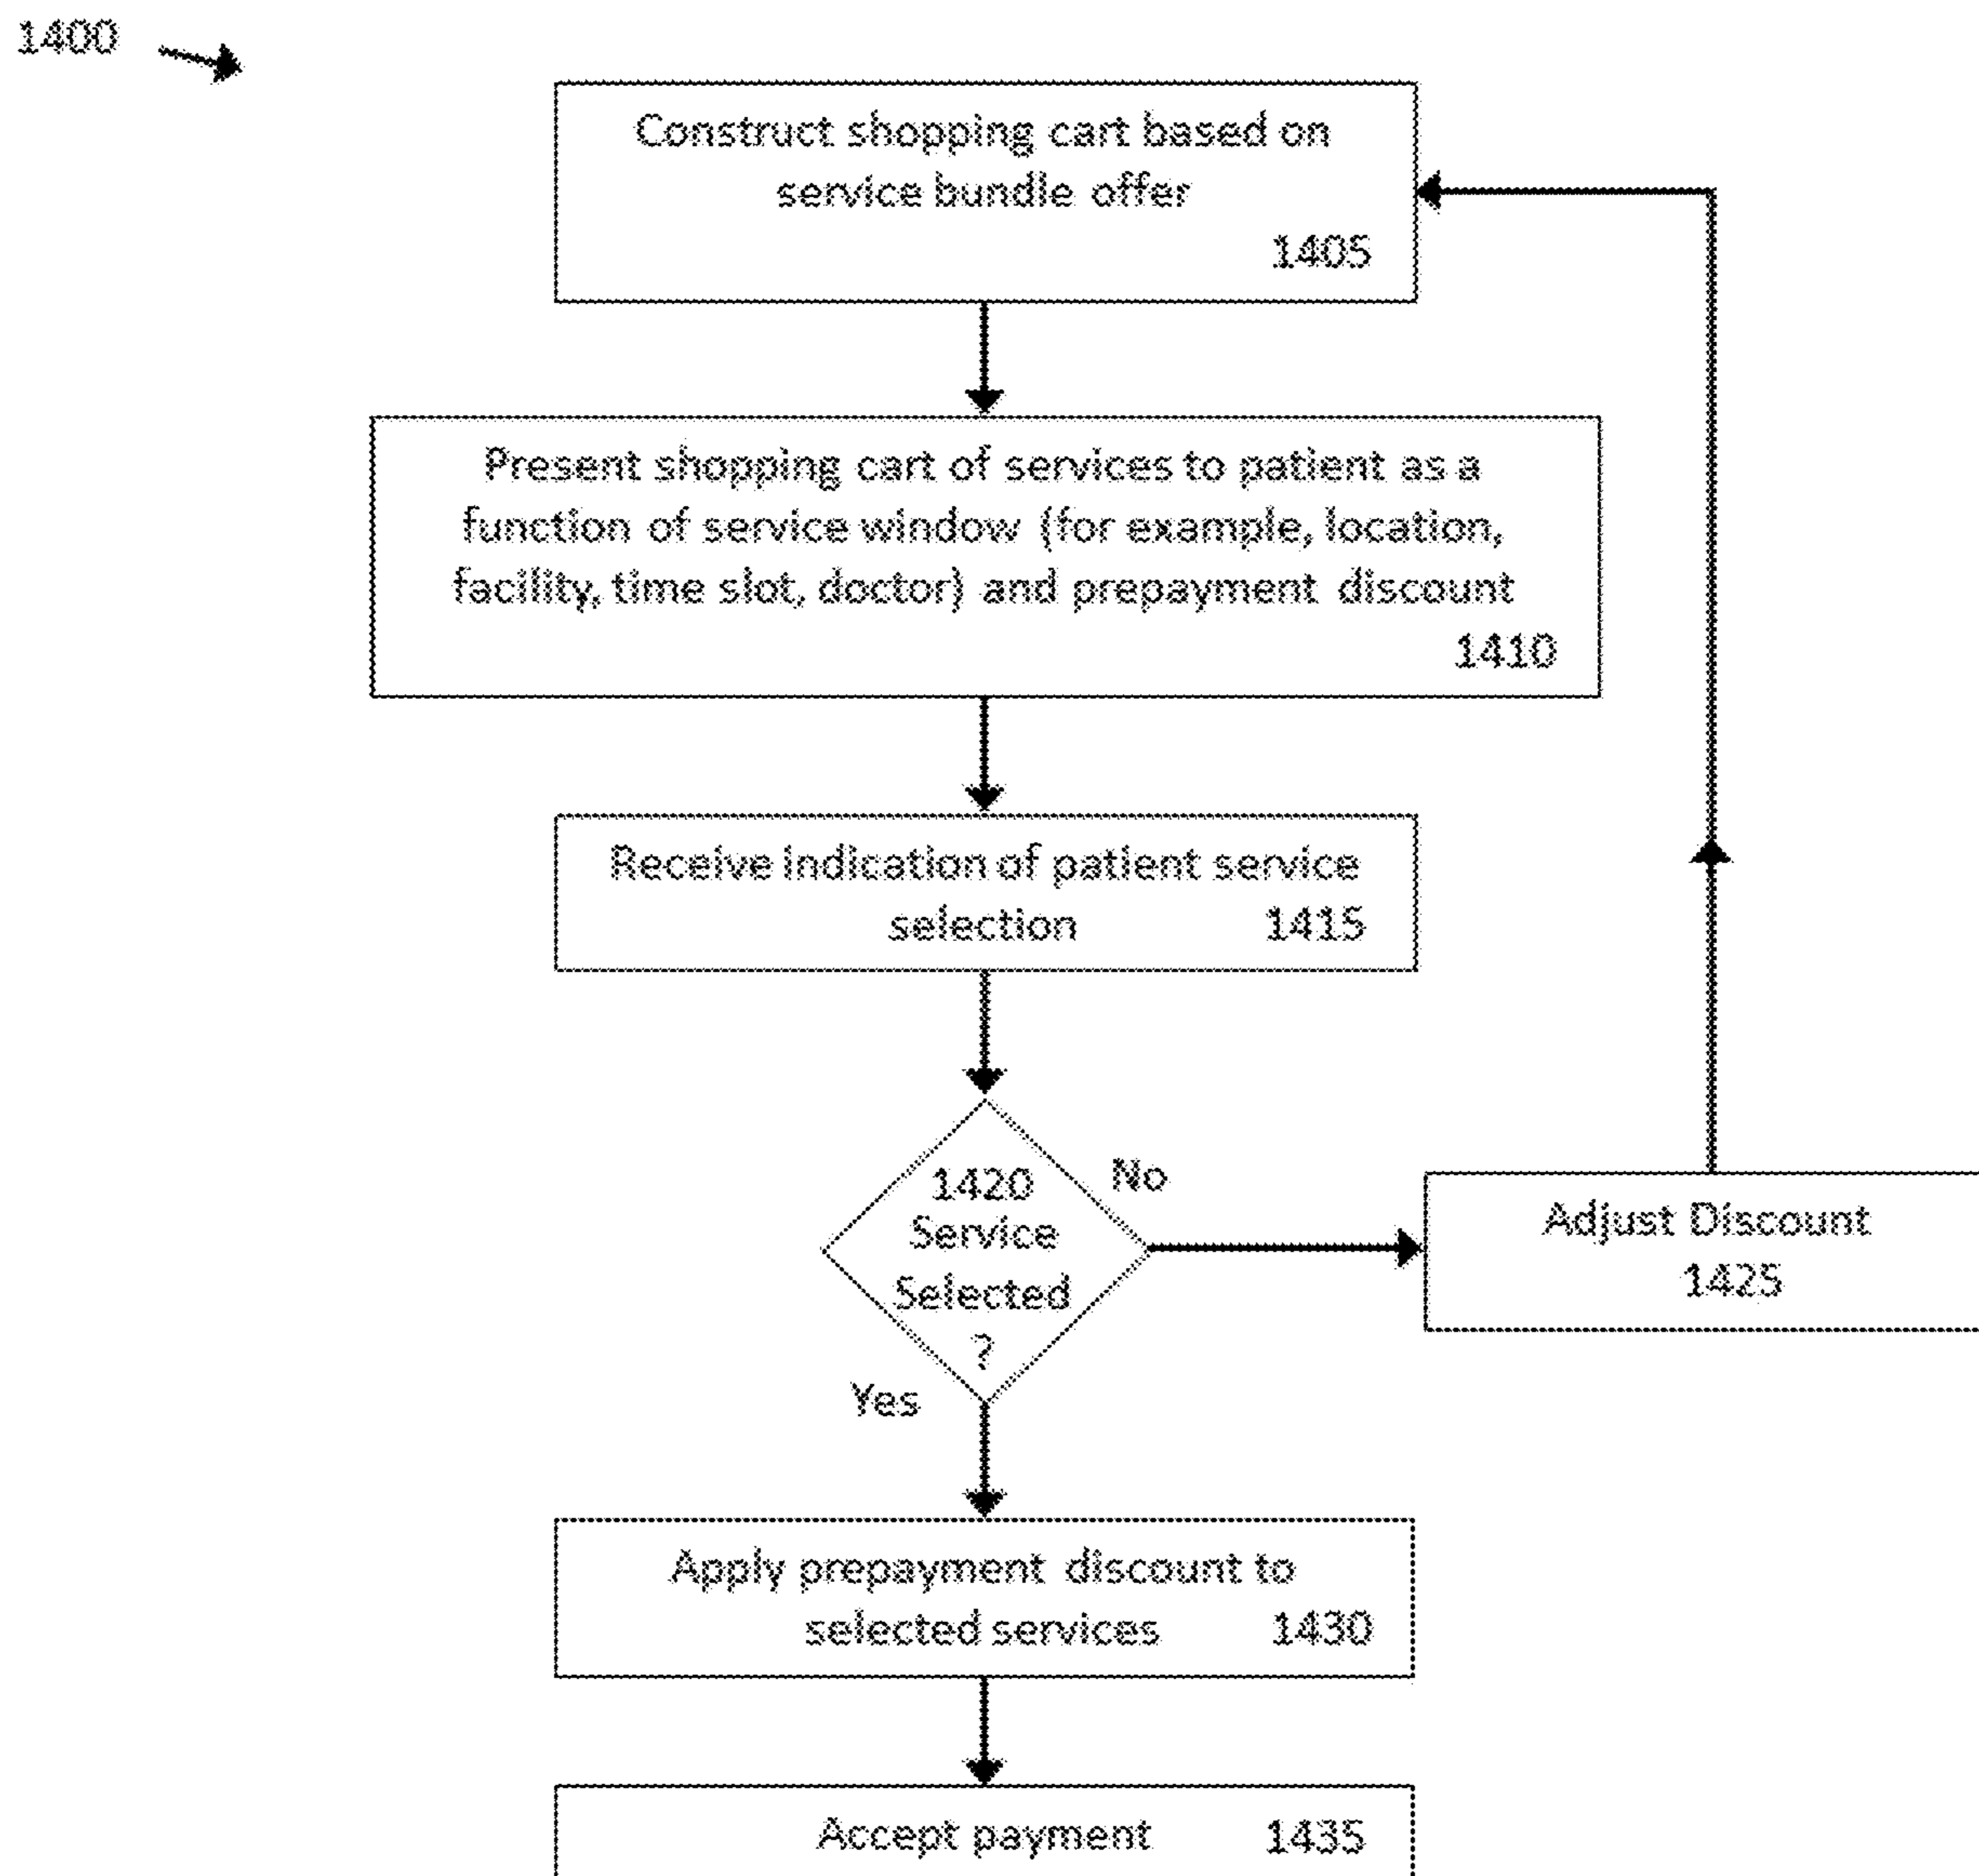 1400
Construct shopping cart based on
service bundle offer
1405
Present shopping cart of services to patient as a
function of service window (for example, location,
facility, time slot, doctor) and prepayment discount
1410
Receive indication of patient service
selection 1415
1420
Service
Selected
?
No
Adjust Discount
1425
Yes
Apply prepayment discount to
selected services 1430
Accept payment 1435